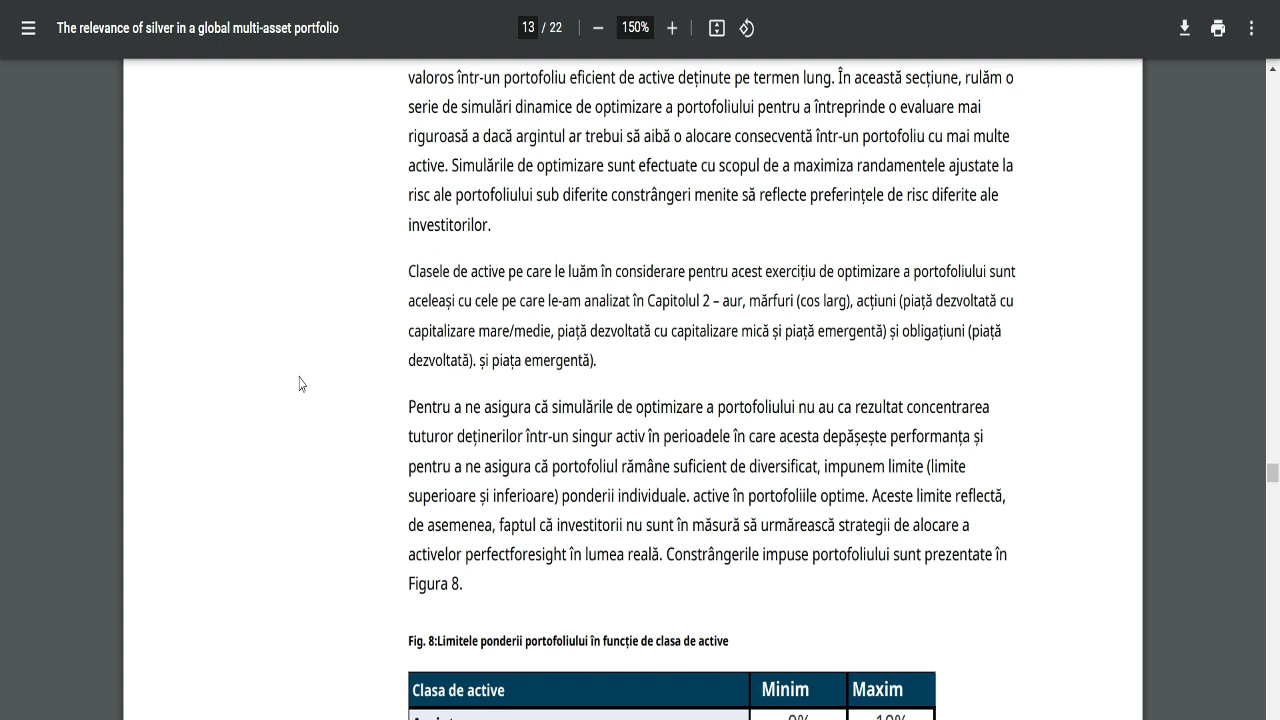 The relevance of silver in a global multi-asset portfolio
13 / 22
150%
valoros într-un portofoliu eficient de active deținute pe termen lung. În această secțiune, rulăm o
serie de simulări dinamice de optimizare a portofoliului pentru a întreprinde o evaluare mai
riguroasă a dacă argintul ar trebui să aibă o alocare consecventă într-un portofoliu cu mai multe
active. Simulările de optimizare sunt efectuate cu scopul de a maximiza randamentele ajustate la
risc ale portofoliului sub diferite constrângeri menite să reflecte preferințele de risc diferite ale
investitorilor.
Clasele de active pe care le luăm în considerare pentru acest exercițiu de optimizare a portofoliului sunt
aceleași cu cele pe care le-am analizat în Capitolul 2 – aur, mărfuri (cos larg), acțiuni (piață dezvoltată cu
capitalizare mare/medie, piață dezvoltată cu capitalizare mică și piață emergentă) și obligațiuni (piață
dezvoltată). și piața emergentă).
Pentru a ne asigura că simulările de optimizare a portofoliului nu au ca rezultat concentrarea
tuturor deținerilor într-un singur activ în perioadele în care acesta depășește performanța și
pentru a ne asigura că portofoliul rămâne suficient de diversificat, impunem limite (limite
superioare și inferioare) ponderii individuale. active în portofoliile optime. Aceste limite reflectă,
de asemenea, faptul că investitorii nu sunt în măsură să urmărească strategii de alocare a
activelor perfectforesight în lumea reală. Constrângerile impuse portofoliului sunt prezentate în
Figura 8.
Fig. 8:Limitele ponderii portofoliului în funcție de clasa de active
Clasa de active Minim Maxim